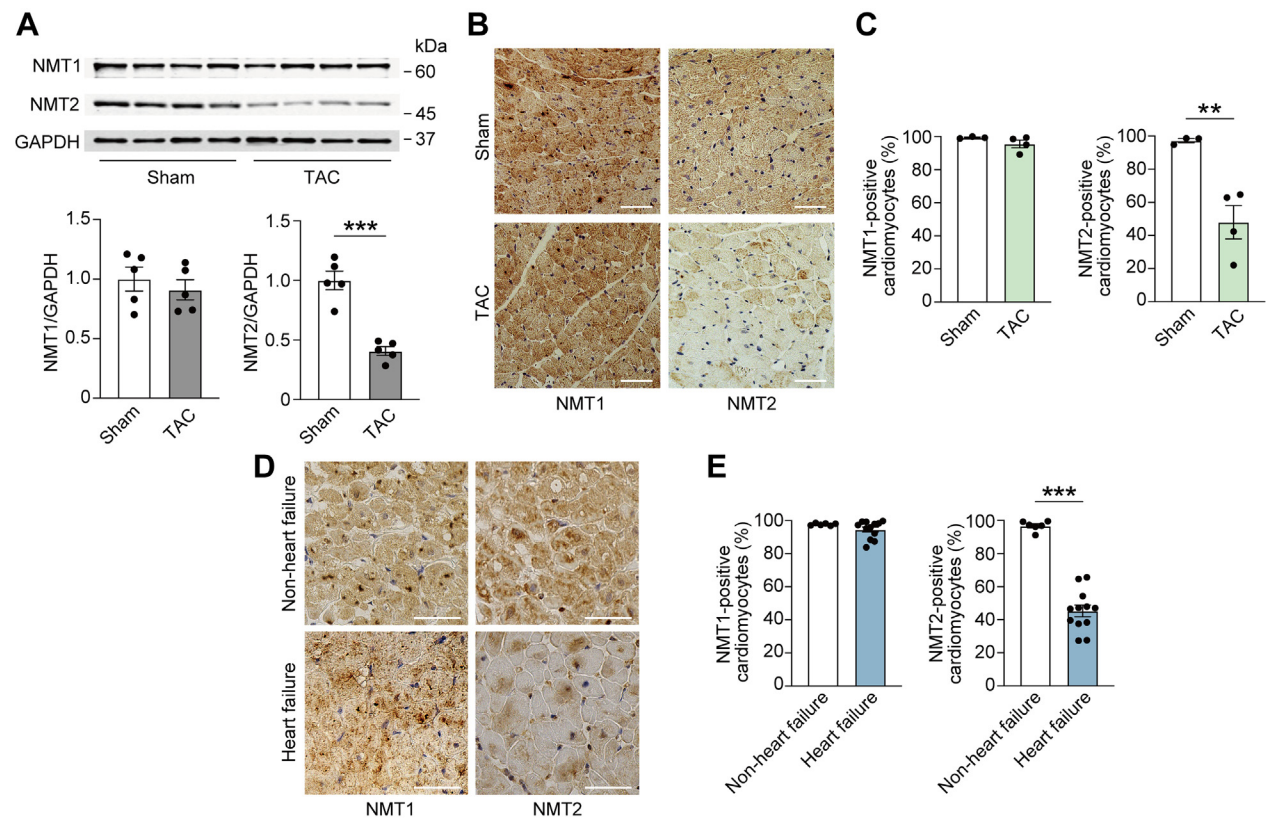 A
kDa
NMT1
60
NMT2
45
GAPDH
37
Sham
TAC
NMT1/GAPDH
1.5
1.0
0.5
0
Sham
TAC
NMT2/GAPDH
1.5
1.0
0.5
0
***
Sham
TAC
B
Sham
TAC
NMT1
NMT2
C
NMT1-positive
cardiomyocytes (%)
100
80
60
40
20
0
Sham
TAC
NMT2-positive
cardiomyocytes (%)
100
80
60
40
20
0
**
Sham
TAC
D
Non-heart failure
Heart failure
NMT1
NMT2
E
NMT1-positive
cardiomyocytes (%)
100
80
60
40
20
0
Non-heart failure
Heart failure
NMT2-positive
cardiomyocytes (%)
100
80
60
40
20
0
***
Non-heart failure
Heart failure